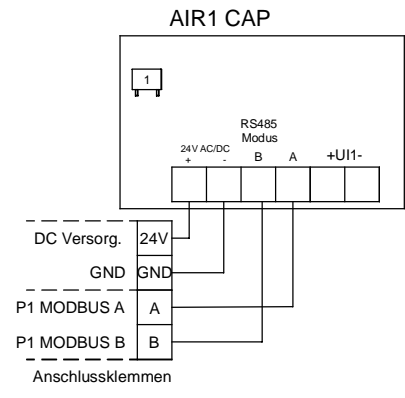 AIR1 CAP
1
RS485
Modus
24V AC/DC
+ - B A +UI1-
DC Versorg. 24V
GND GND
P1 MODBUS A A
P1 MODBUS B B
Anschlussklemmen